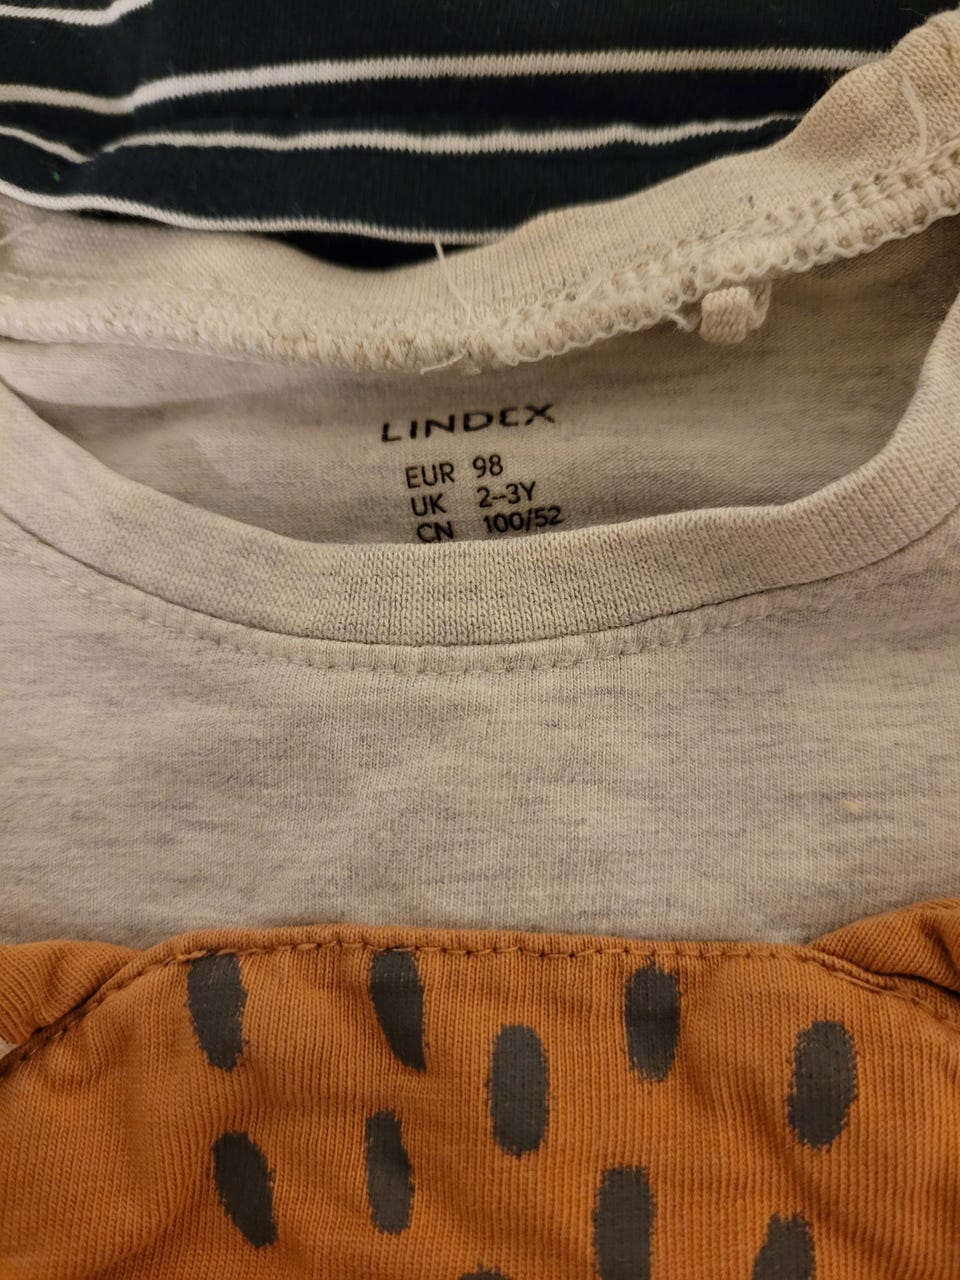 LINDEX
EUR 98
UK 2–3Y
CN 100/52